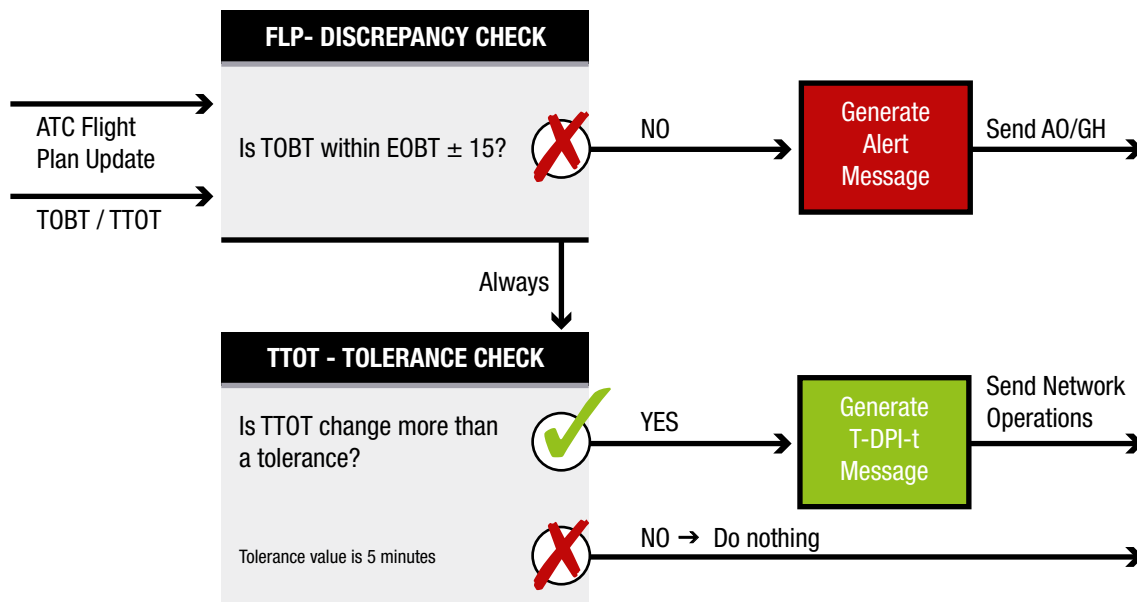 FLP- DISCREPANCY CHECK
ATC Flight
Plan Update
TOBT / TTOT
Is TOBT within EOBT ± 15?
NO
Generate
Alert
Message
Send AO/GH
Always
TTOT - TOLERANCE CHECK
Is TTOT change more than
a tolerance?
YES
Generate
T-DPI-t
Message
Send Network
Operations
Tolerance value is 5 minutes
NO → Do nothing